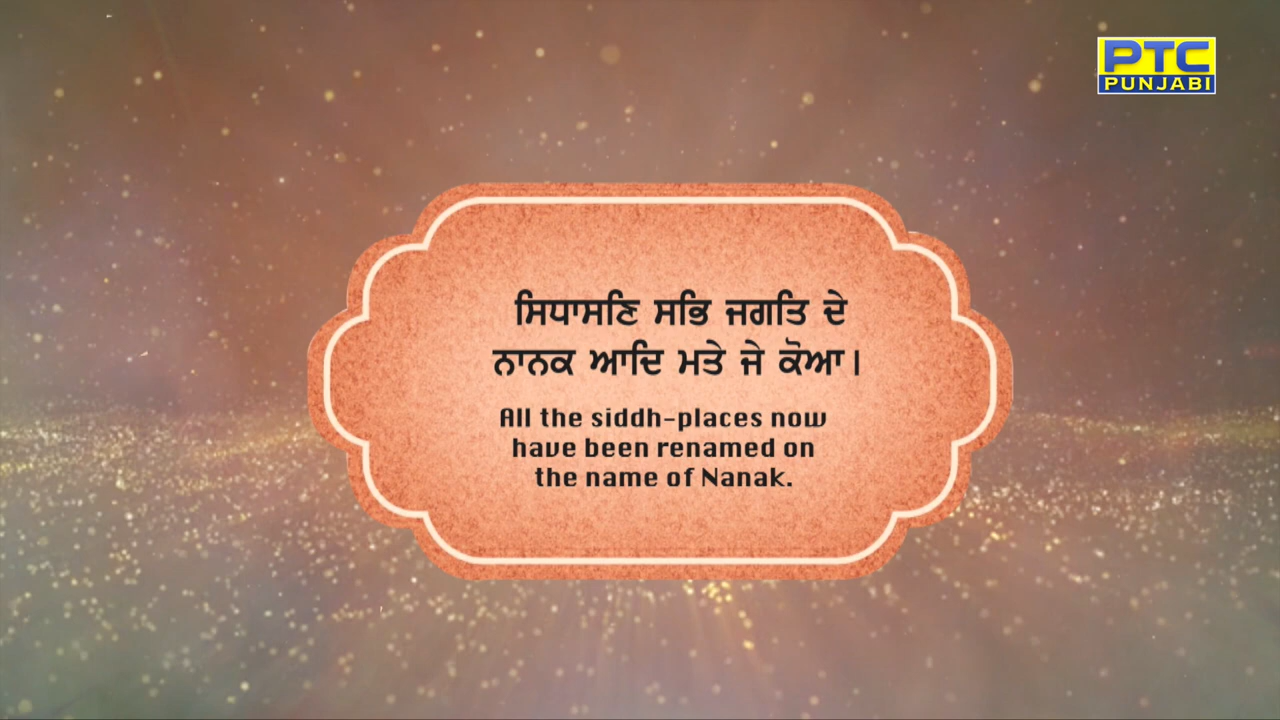 PTC
PUNJABI
ਸਿਧਾਸਣਿ ਸਭਿ ਜਗਤਿ ਦੇ
ਨਾਨਕ ਆਦਿ ਮਤੇ ਜੇ ਕੋਆ।
All the siddh-places now
have been renamed on
the name of Nanak.